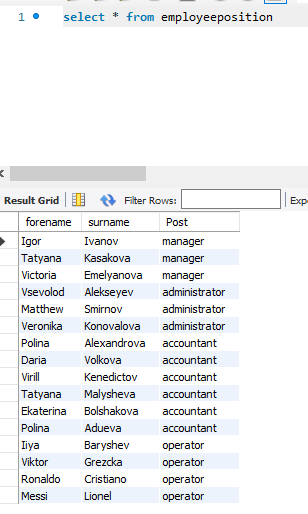 1 select * from employeeposition
Result Grid Filter Rows: Expo
forename surname Post
Igor Ivanov manager
Tatyana Kasakova manager
Victoria Emelyanova manager
Vsevolod Alekseyev administrator
Matthew Smirnov administrator
Veronika Konovalova administrator
Polina Alexandrova accountant
Daria Volkova accountant
Virill Kenedictov accountant
Tatyana Malysheva accountant
Ekaterina Bolshakova accountant
Polina Adueva accountant
Iiya Baryshev operator
Viktor Grezcka operator
Ronaldo Cristiano operator
Messi Lionel operator